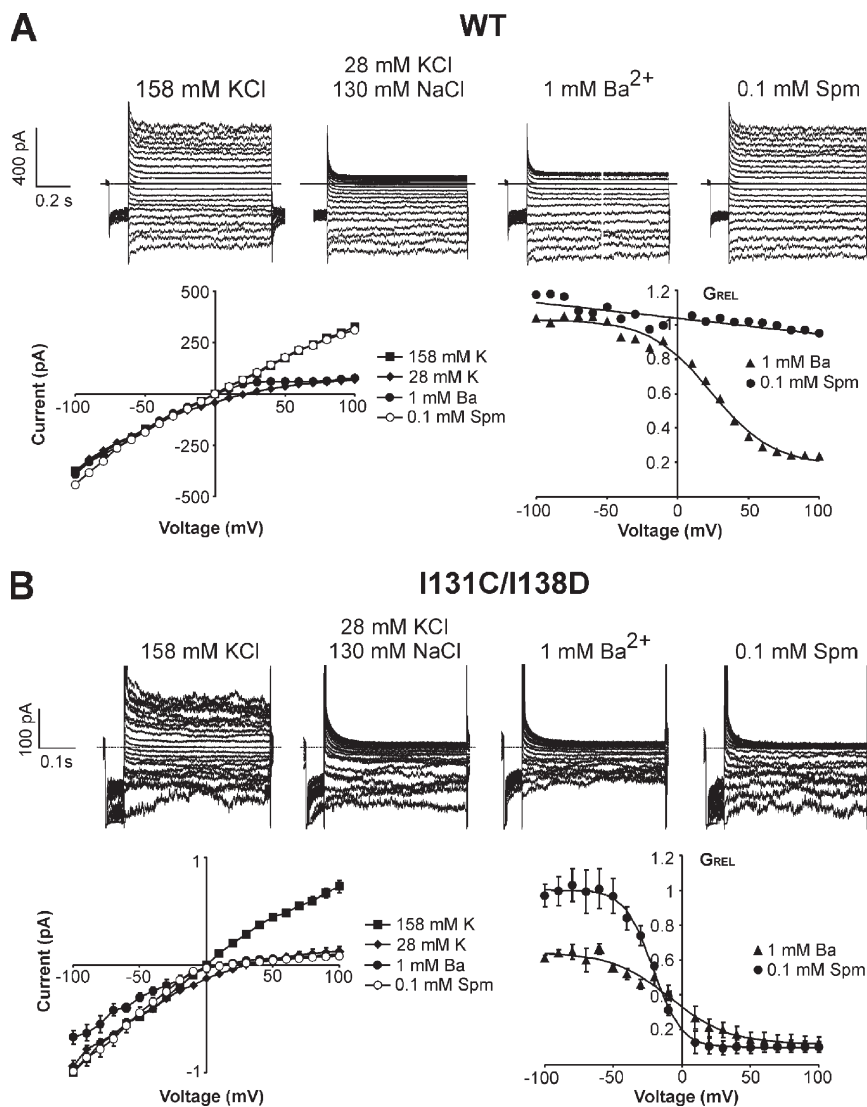 A
WT
158 mM KCl
28 mM KCl
130 mM NaCl
1 mM Ba2+
0.1 mM Spm
400 pA
0.2 s
500
250
-100
-50
50
100
-250
-500
Current (pA)
Voltage (mV)
158 mM K
28 mM K
1 mM Ba
0.1 mM Spm
1.2
GREL
1
0.8
0.6
0.4
0.2
1 mM Ba
0.1 mM Spm
-100
-50
0
50
100
Voltage (mV)
B
I131C/I138D
158 mM KCl
28 mM KCl
130 mM NaCl
1 mM Ba2+
0.1 mM Spm
100 pA
0.1s
1
-100
-50
0
50
100
-1
Current (pA)
Voltage (mV)
158 mM K
28 mM K
1 mM Ba
0.1 mM Spm
1.2
GREL
1
0.8
0.6
0.4
0.2
1 mM Ba
0.1 mM Spm
-100
-50
0
50
100
Voltage (mV)